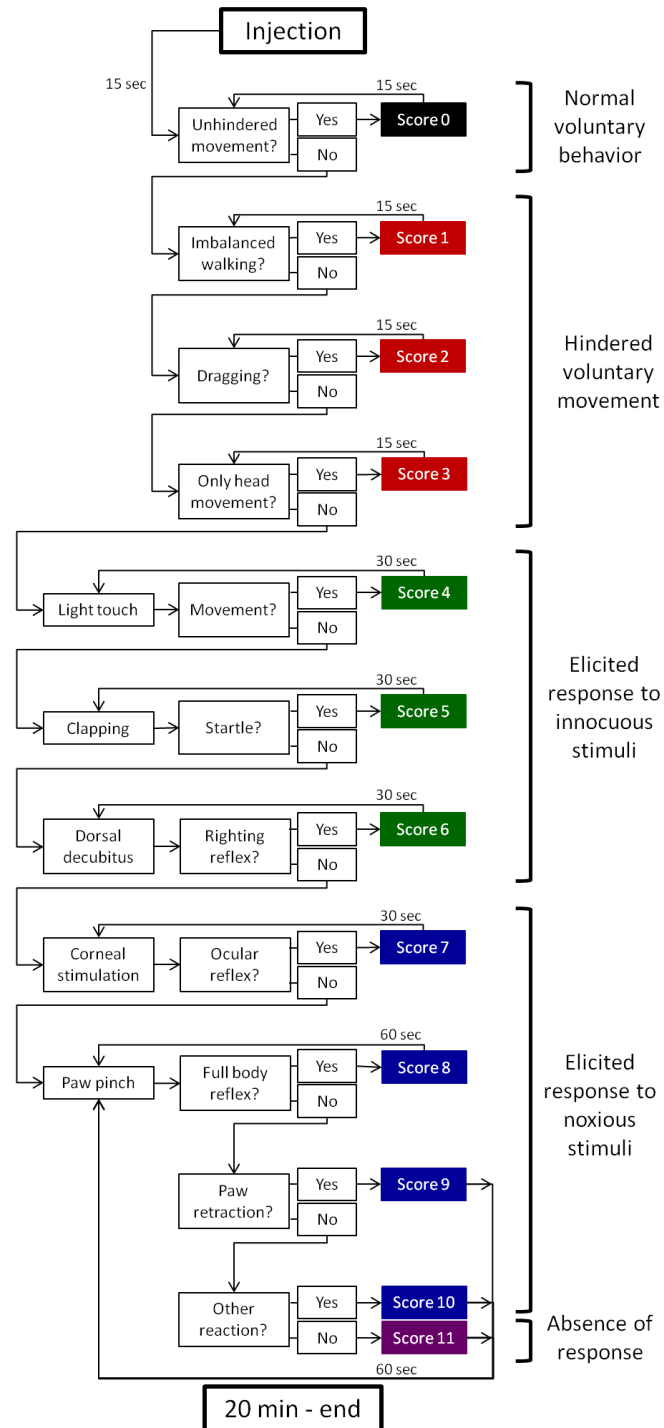 Injection
15 sec
15 sec
Unhindered
movement?
Yes
No
Score 0
Normal
voluntary
behavior
15 sec
Imbalanced
walking?
Yes
No
Score 1
15 sec
Dragging?
Yes
No
Score 2
Hindered
voluntary
movement
15 sec
Only head
movement?
Yes
No
Score 3
30 sec
Light touch
Movement?
Yes
No
Score 4
30 sec
Clapping
Startle?
Yes
No
Score 5
Elicited
response to
innocuous
stimuli
30 sec
Dorsal
decubitus
Righting
reflex?
Yes
No
Score 6
30 sec
Corneal
stimulation
Ocular
reflex?
Yes
No
Score 7
60 sec
Paw pinch
Full body
reflex?
Yes
No
Score 8
Elicited
response to
noxious
stimuli
Paw
retraction?
Yes
No
Score 9
Other
reaction?
Yes
No
Score 10
Score 11
Absence of
response
60 sec
20 min - end